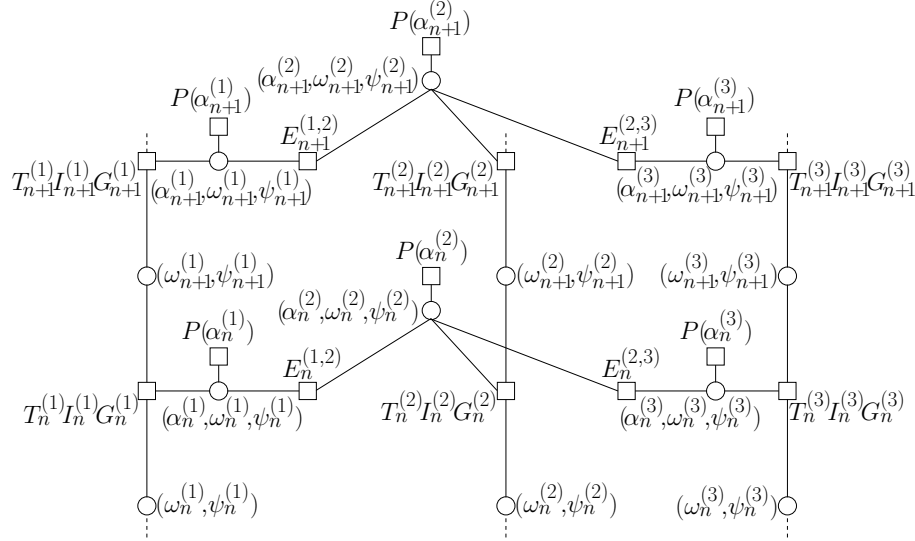 P(α_{n+1}^{(2)})
(α_{n+1}^{(2)},ω_{n+1}^{(2)},ψ_{n+1}^{(2)})
P(α_{n+1}^{(1)})
P(α_{n+1}^{(3)})
E_{n+1}^{(1,2)}
E_{n+1}^{(2,3)}
T_{n+1}^{(1)}I_{n+1}^{(1)}G_{n+1}^{(1)}
(α_{n+1}^{(1)},ω_{n+1}^{(1)},ψ_{n+1}^{(1)})
T_{n+1}^{(2)}I_{n+1}^{(2)}G_{n+1}^{(2)}
(α_{n+1}^{(3)},ω_{n+1}^{(3)},ψ_{n+1}^{(3)})
T_{n+1}^{(3)}I_{n+1}^{(3)}G_{n+1}^{(3)}
P(α_n^{(2)})
(ω_{n+1}^{(1)},ψ_{n+1}^{(1)})
(ω_{n+1}^{(2)},ψ_{n+1}^{(2)})
(ω_{n+1}^{(3)},ψ_{n+1}^{(3)})
(α_n^{(2)},ω_n^{(2)},ψ_n^{(2)})
P(α_n^{(1)})
P(α_n^{(3)})
E_n^{(1,2)}
E_n^{(2,3)}
T_n^{(1)}I_n^{(1)}G_n^{(1)}
(α_n^{(1)},ω_n^{(1)},ψ_n^{(1)})
T_n^{(2)}I_n^{(2)}G_n^{(2)}
(α_n^{(3)},ω_n^{(3)},ψ_n^{(3)})
T_n^{(3)}I_n^{(3)}G_n^{(3)}
(ω_n^{(1)},ψ_n^{(1)})
(ω_n^{(2)},ψ_n^{(2)})
(ω_n^{(3)},ψ_n^{(3)})